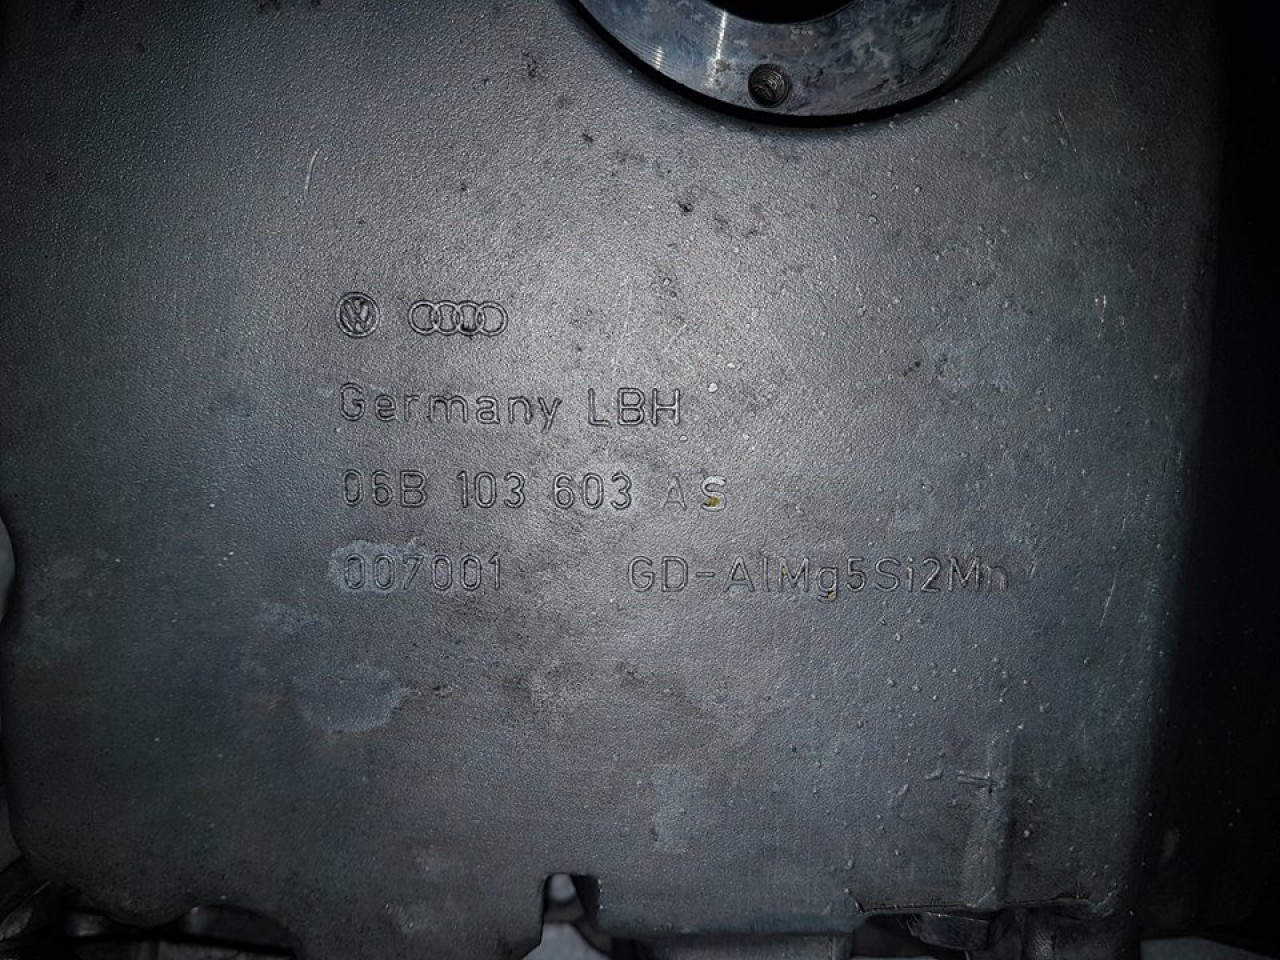 Germany LBH
06B 103 603 AS
007001 GD-AlMg5Si2Mn